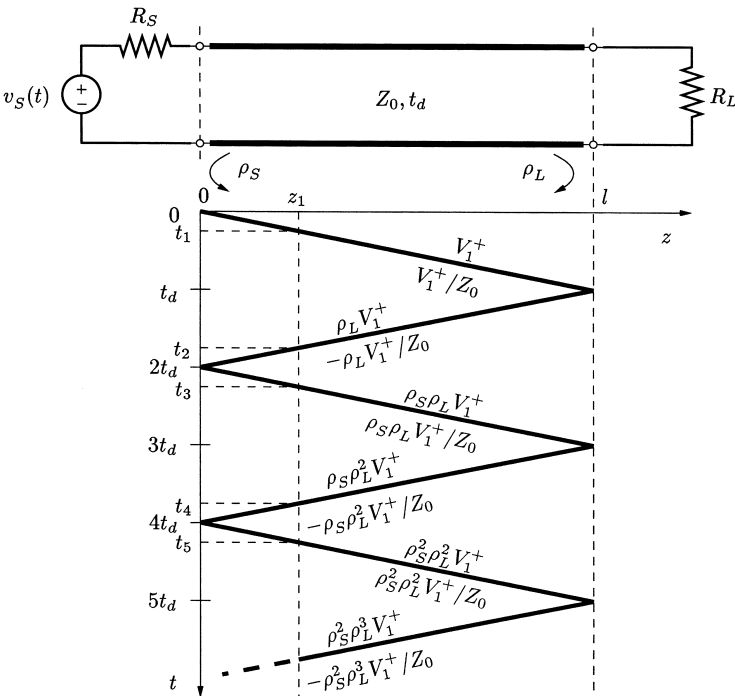 R_S
v_S(t)
+
−
Z_0, t_d
R_L
ρ_S
ρ_L
0
z_1
l
0
z
t_1
V_1^+
V_1^+/Z_0
t_d
ρ_L V_1^+
−ρ_L V_1^+/Z_0
t_2
2t_d
t_3
ρ_S ρ_L V_1^+
ρ_S ρ_L V_1^+/Z_0
3t_d
ρ_S ρ_L^2 V_1^+
−ρ_S ρ_L^2 V_1^+/Z_0
t_4
4t_d
t_5
ρ_S^2 ρ_L^2 V_1^+
ρ_S^2 ρ_L^2 V_1^+/Z_0
5t_d
ρ_S^2 ρ_L^3 V_1^+
−ρ_S^2 ρ_L^3 V_1^+/Z_0
t